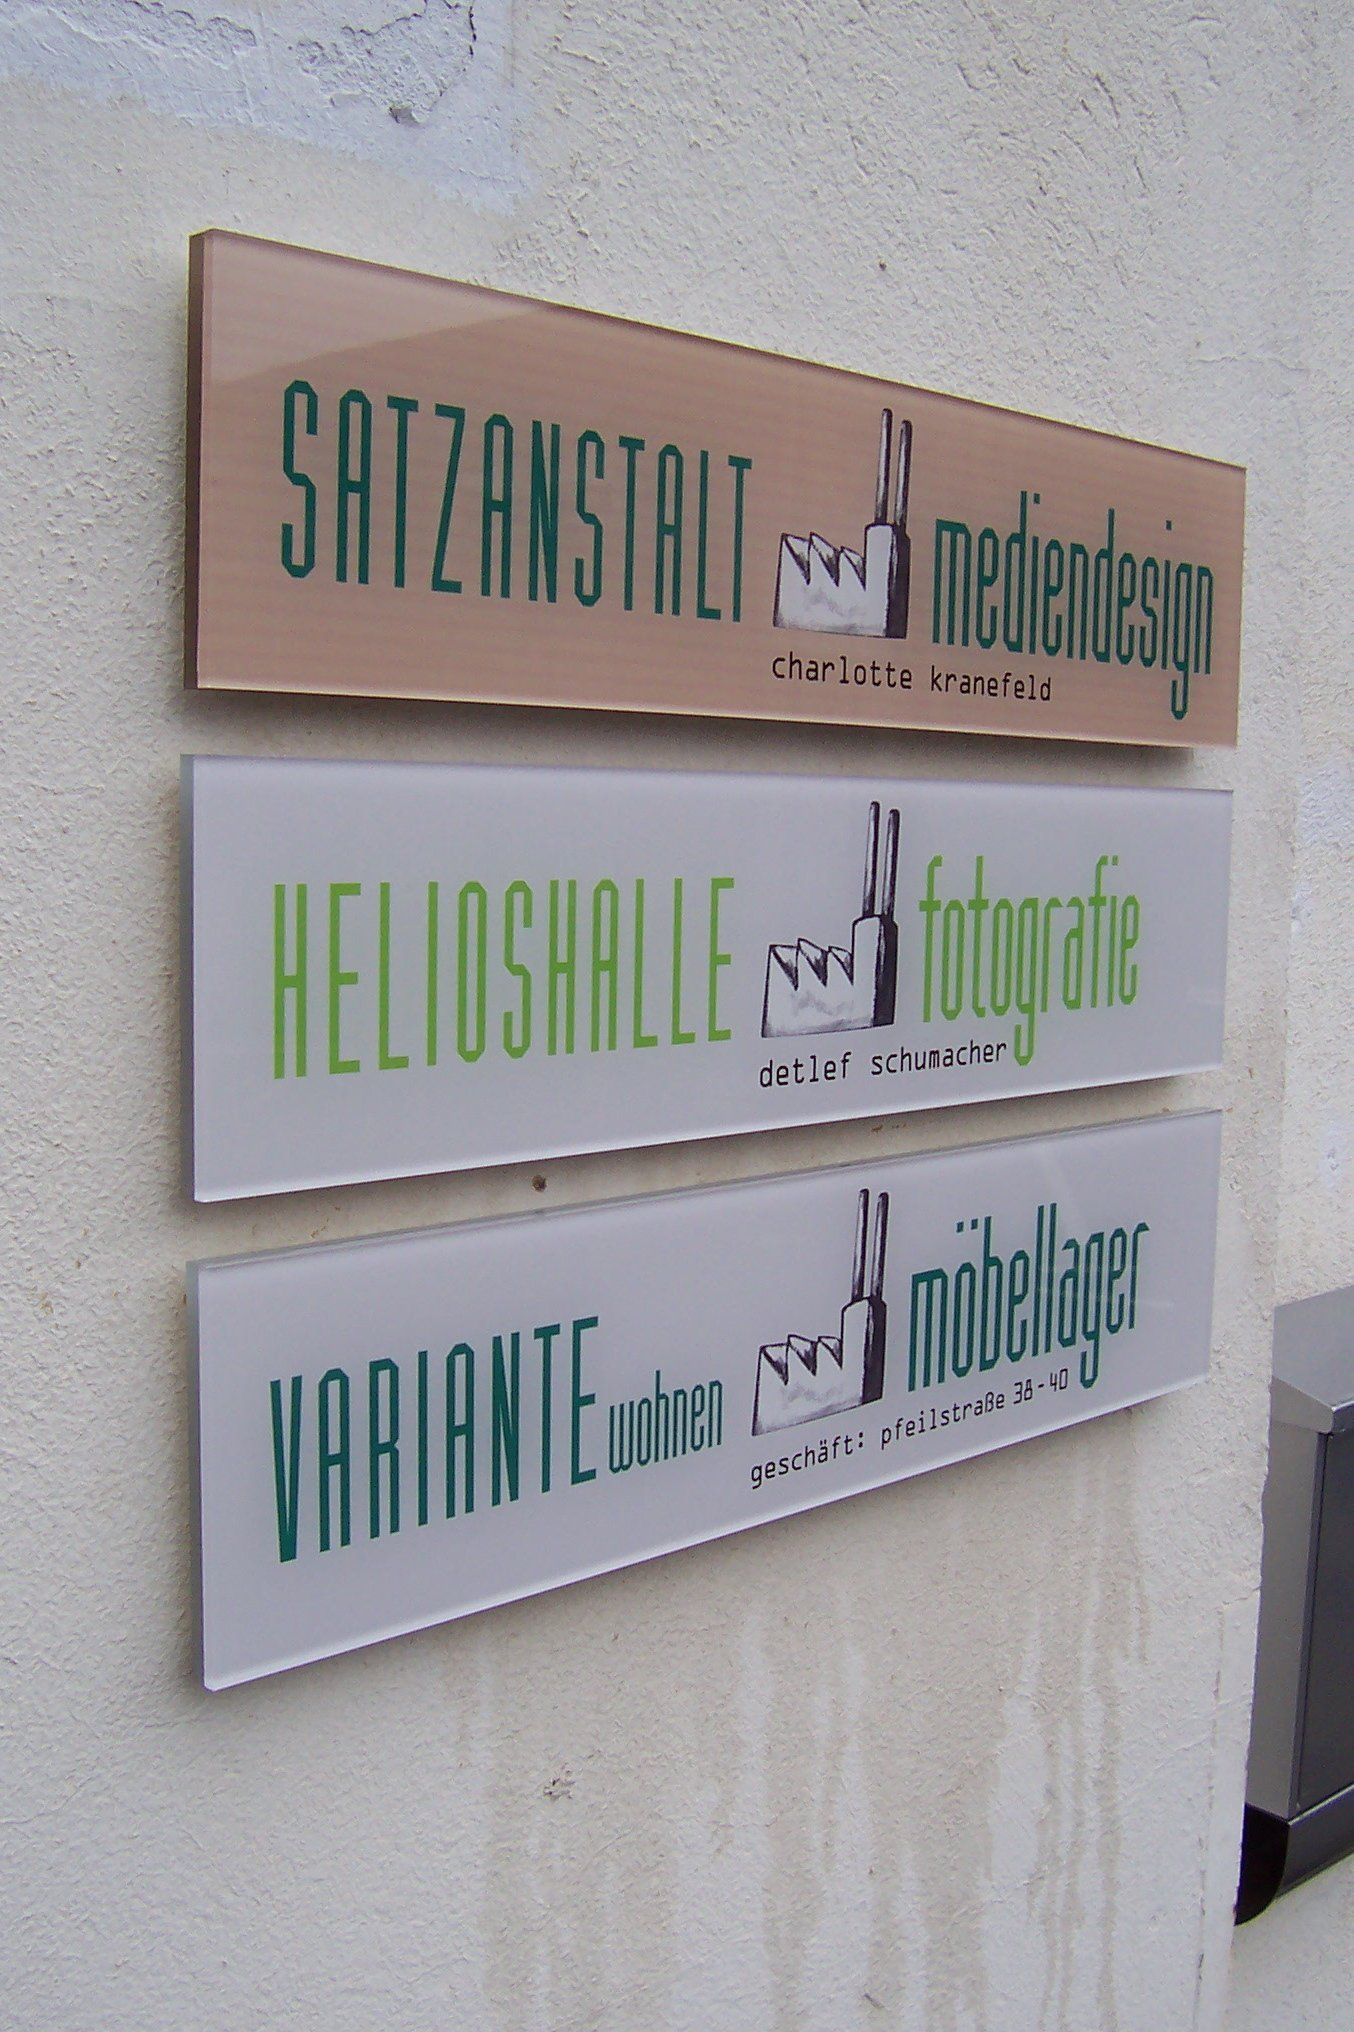 SATZANSTALT mediendesign
charlotte kranefeld
HELIOSHALLE fotografie
detlef schumacher
VARIANTE wohnen möbellager
geschäft: pfeilstraße 38-40